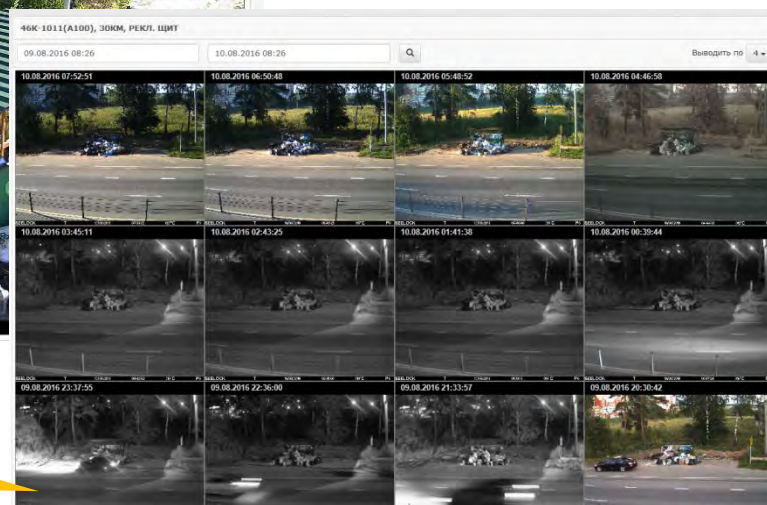 46К-1011(А100), 30КМ, РЕКЛ. ЩИТ
09.08.2016 08:26 10.08.2016 08:26 Выводить по 4
10.08.2016 07:52:51 10.08.2016 06:50:48 10.08.2016 05:48:52 10.08.2016 04:46:58
10.08.2016 03:45:11 10.08.2016 02:43:25 10.08.2016 01:41:38 10.08.2016 00:39:44
09.08.2016 23:37:55 09.08.2016 22:36:00 09.08.2016 21:33:57 09.08.2016 20:30:42